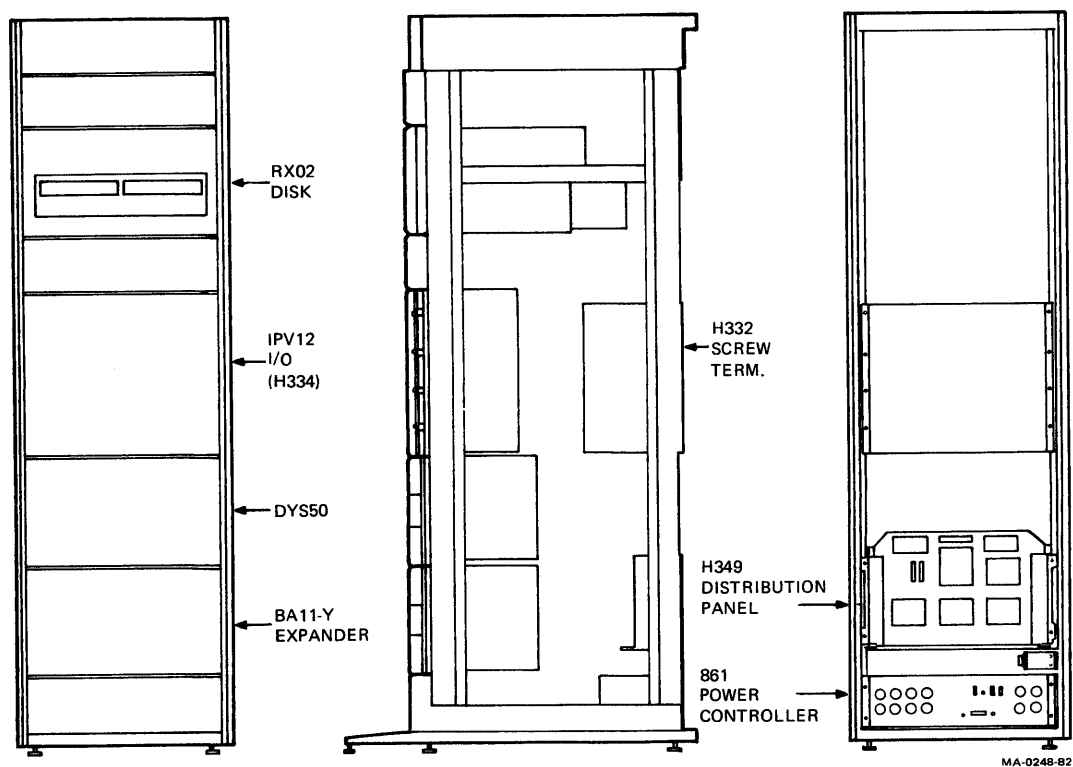 RX02
DISK
IPV12
I/O
(H334)
DYS50
BA11-Y
EXPANDER
H332
SCREW
TERM.
H349
DISTRIBUTION
PANEL
861
POWER
CONTROLLER
MA-0248-82